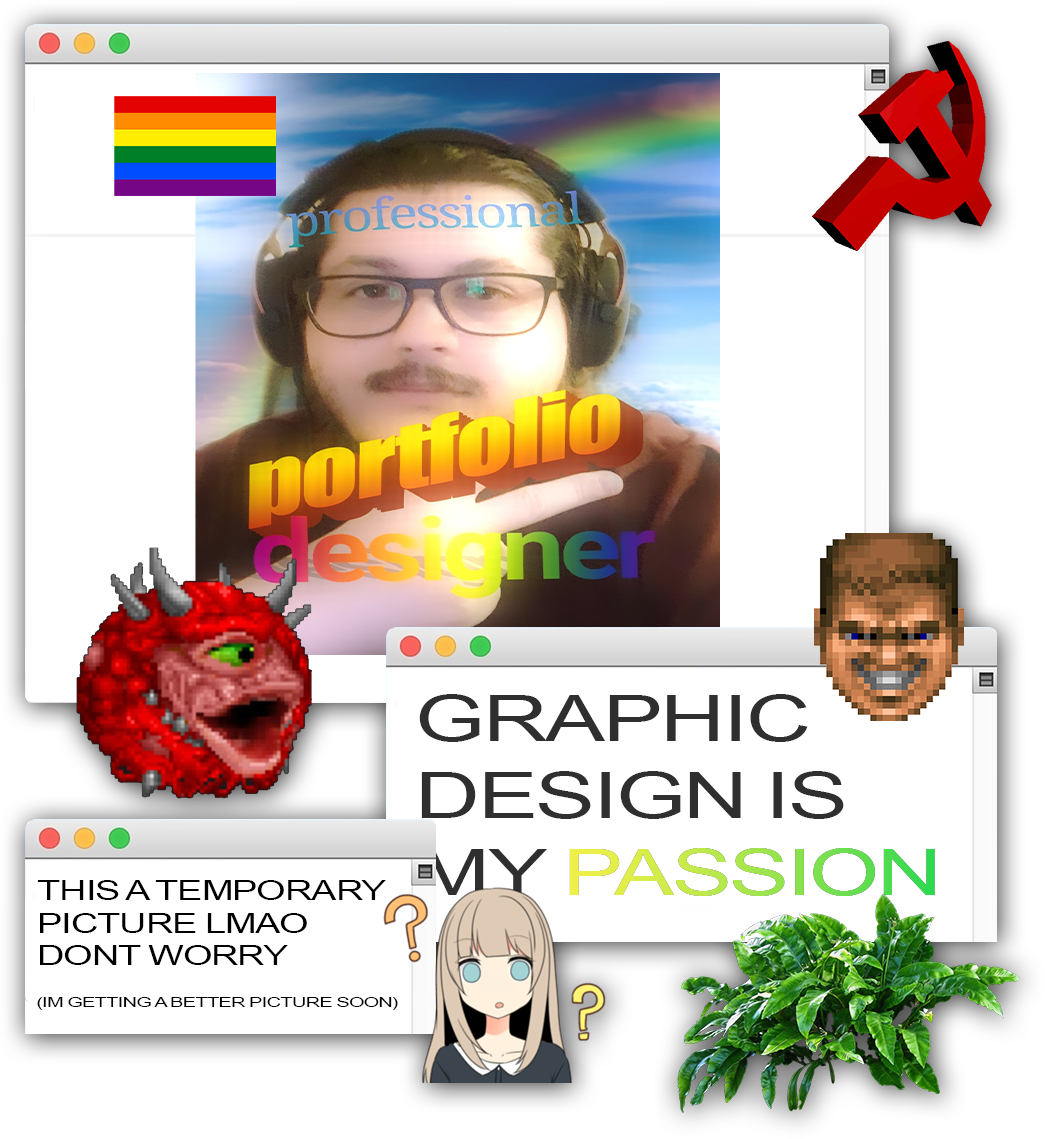 professional
portfolio
designer
GRAPHIC
DESIGN IS
MY PASSION
THIS A TEMPORARY
PICTURE LMAO
DONT WORRY
(IM GETTING A BETTER PICTURE SOON)
?
?